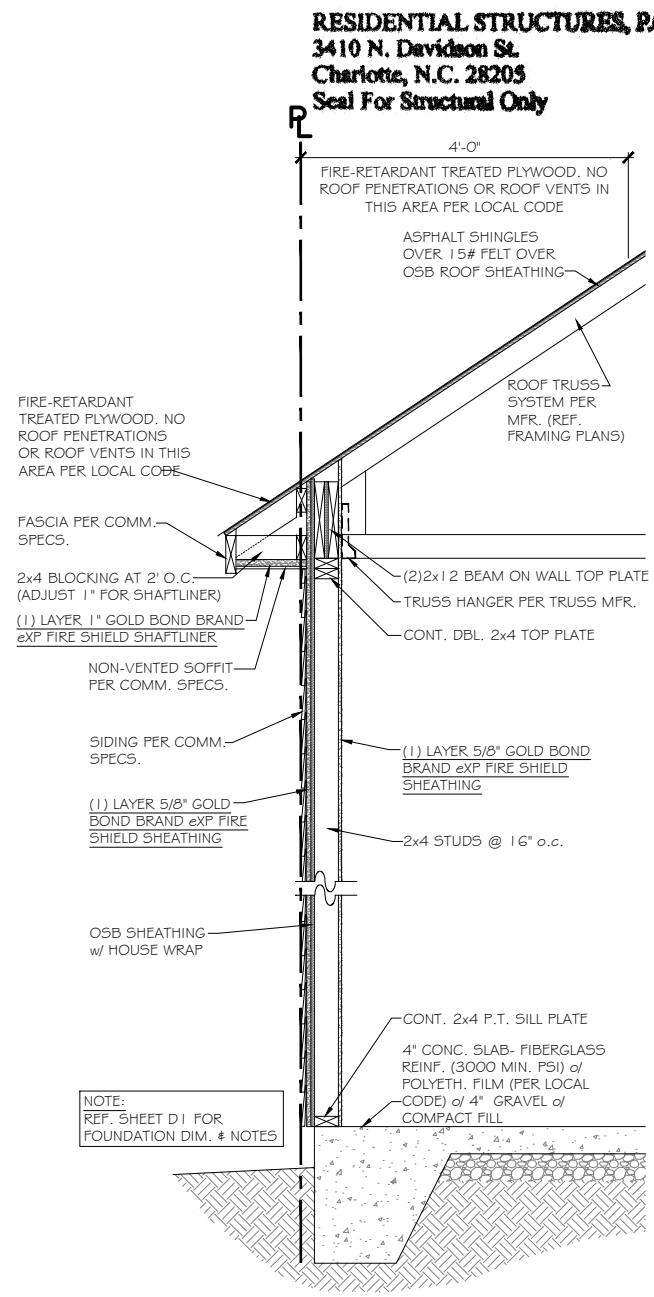 RESIDENTIAL STRUCTURES, PA
3410 N. Davidson St.
Charlotte, N.C. 28205
Seal For Structural Only
PL
4'-0"
FIRE-RETARDANT TREATED PLYWOOD. NO
ROOF PENETRATIONS OR ROOF VENTS IN
THIS AREA PER LOCAL CODE
ASPHALT SHINGLES
OVER 15# FELT OVER
OSB ROOF SHEATHING
ROOF TRUSS
SYSTEM PER
MFR. (REF.
FRAMING PLANS)
FIRE-RETARDANT
TREATED PLYWOOD. NO
ROOF PENETRATIONS
OR ROOF VENTS IN THIS
AREA PER LOCAL CODE
FASCIA PER COMM.
SPECS.
2x4 BLOCKING AT 2' O.C.
(ADJUST 1" FOR SHAFTLINER)
(1) LAYER 1" GOLD BOND BRAND
eXP FIRE SHIELD SHAFTLINER
NON-VENTED SOFFIT
PER COMM. SPECS.
SIDING PER COMM.
SPECS.
(1) LAYER 5/8" GOLD
BOND BRAND eXP FIRE
SHIELD SHEATHING
OSB SHEATHING
w/ HOUSE WRAP
(2)2x12 BEAM ON WALL TOP PLATE
TRUSS HANGER PER TRUSS MFR.
CONT. DBL. 2x4 TOP PLATE
(1) LAYER 5/8" GOLD BOND
BRAND eXP FIRE SHIELD
SHEATHING
2x4 STUDS @ 16" o.c.
CONT. 2x4 P.T. SILL PLATE
4" CONC. SLAB- FIBERGLASS
REINF. (3000 MIN. PSI) o/
POLYETH. FILM (PER LOCAL
CODE) o/ 4" GRAVEL o/
COMPACT FILL
NOTE:
REF. SHEET D1 FOR
FOUNDATION DIM. & NOTES